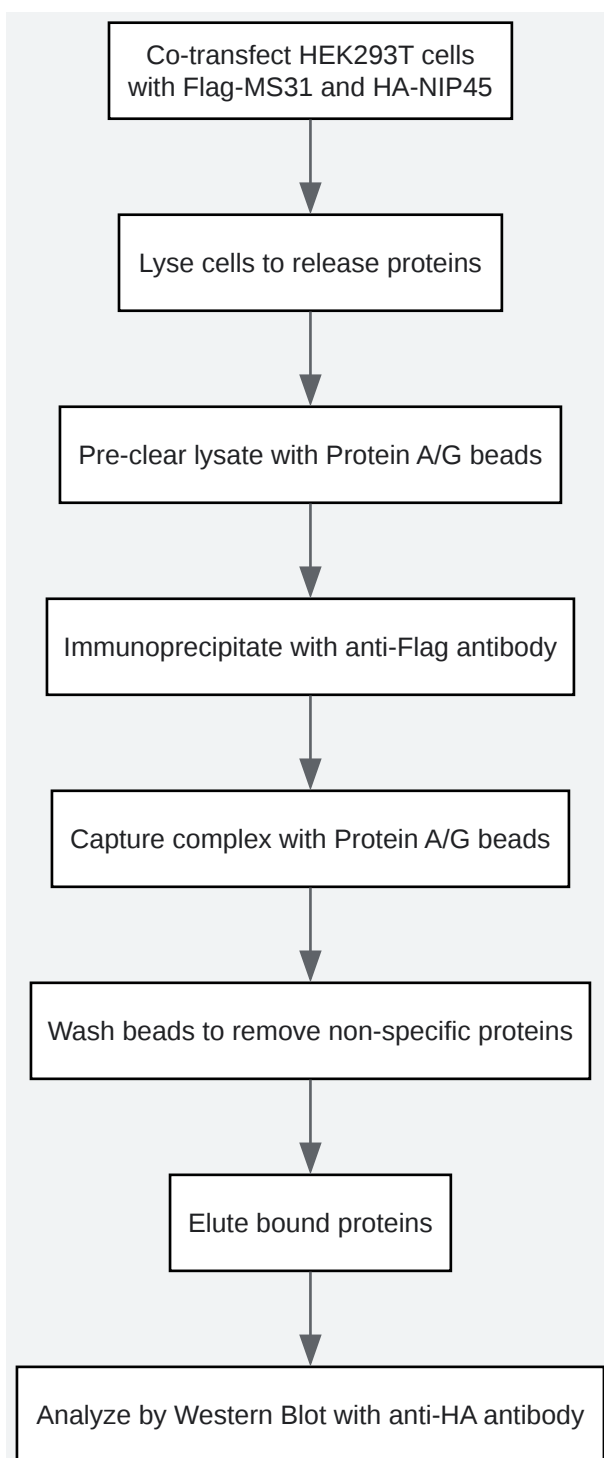 Co-transfect HEK293T cells
with Flag-MS31 and HA-NIP45
Lyse cells to release proteins
Pre-clear lysate with Protein A/G beads
Immunoprecipitate with anti-Flag antibody
Capture complex with Protein A/G beads
Wash beads to remove non-specific proteins
Elute bound proteins
Analyze by Western Blot with anti-HA antibody